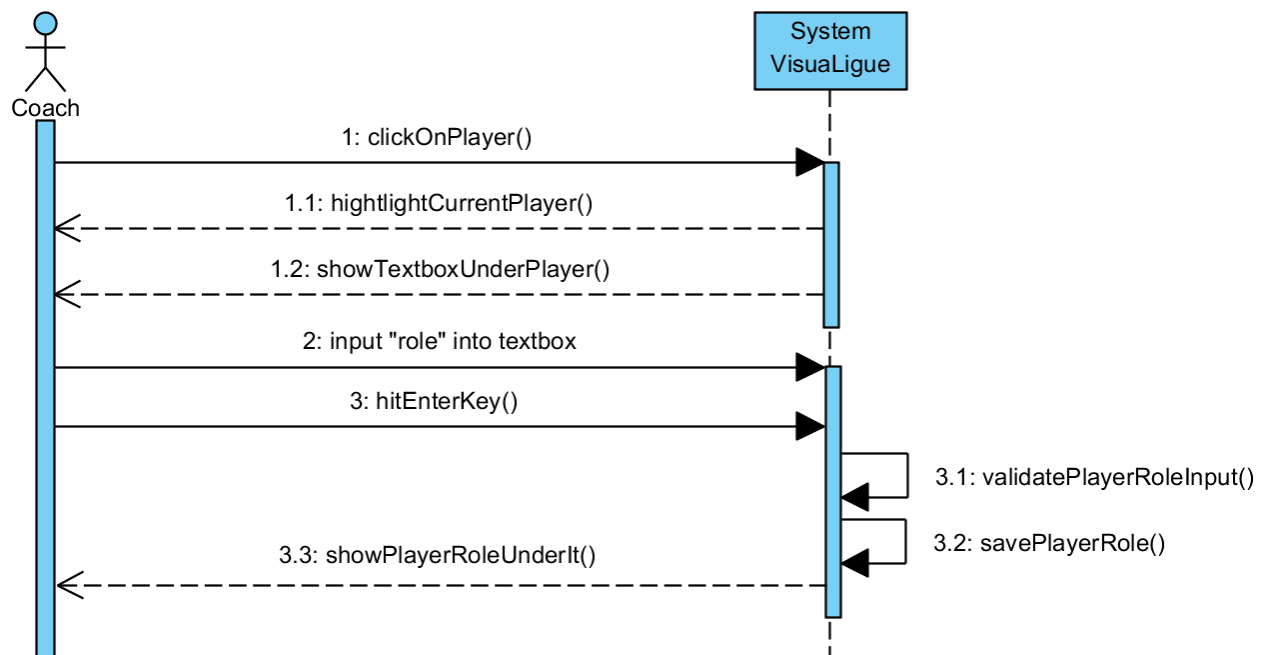 System
VisuaLigue
Coach
1: clickOnPlayer()
1.1: hightlightCurrentPlayer()
1.2: showTextboxUnderPlayer()
2: input "role" into textbox
3: hitEnterKey()
3.1: validatePlayerRoleInput()
3.2: savePlayerRole()
3.3: showPlayerRoleUnderIt()